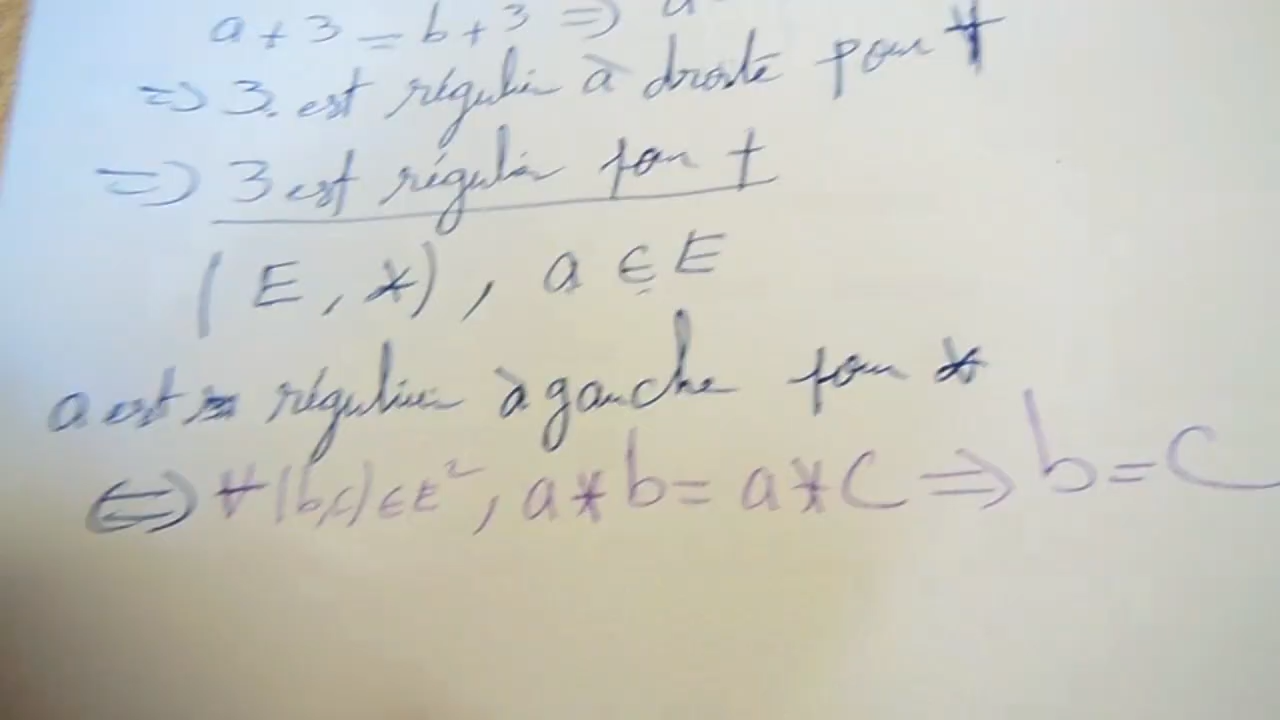 a + 3 = b + 3 => a
=> 3 est régulier à droite pour +
=> 3 est régulier pour +
(E, *), a ∈ E
a est régulier à gauche pour *
<=> ∀ (b,c) ∈ E², a * b = a * c => b = c